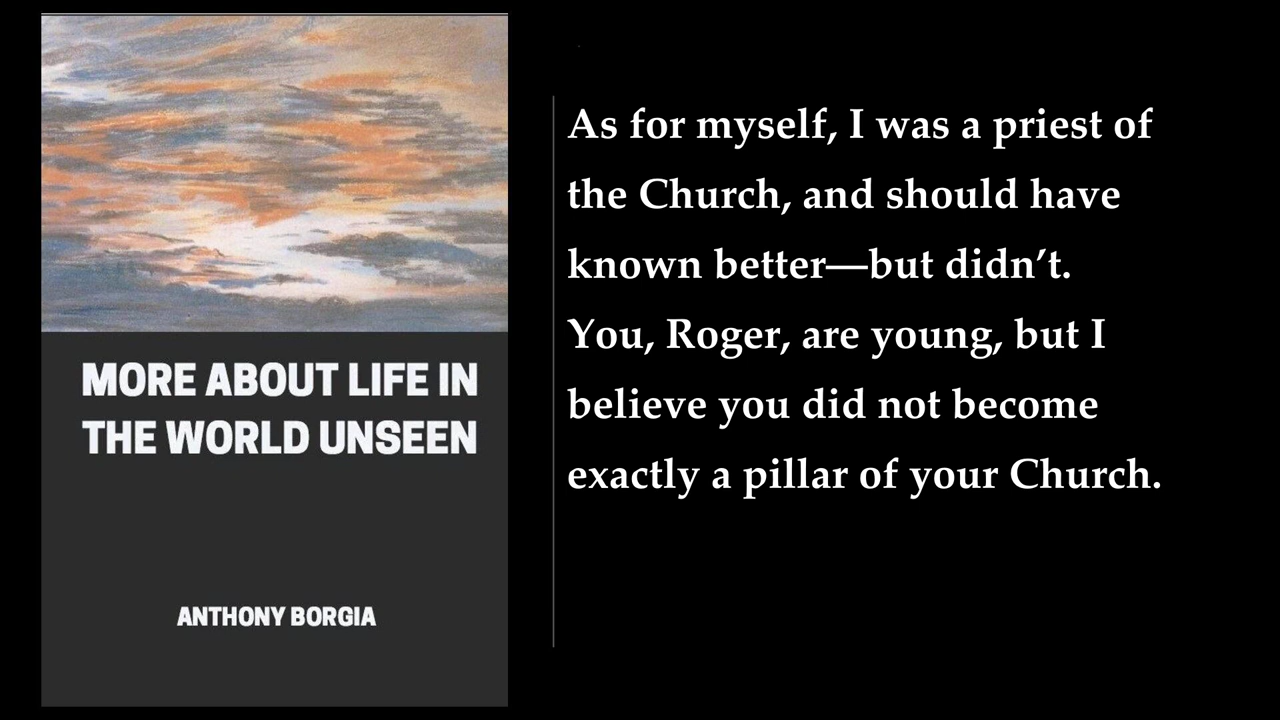 MORE ABOUT LIFE IN
THE WORLD UNSEEN
ANTHONY BORGIA
As for myself, I was a priest of
the Church, and should have
known better—but didn’t.
You, Roger, are young, but I
believe you did not become
exactly a pillar of your Church.